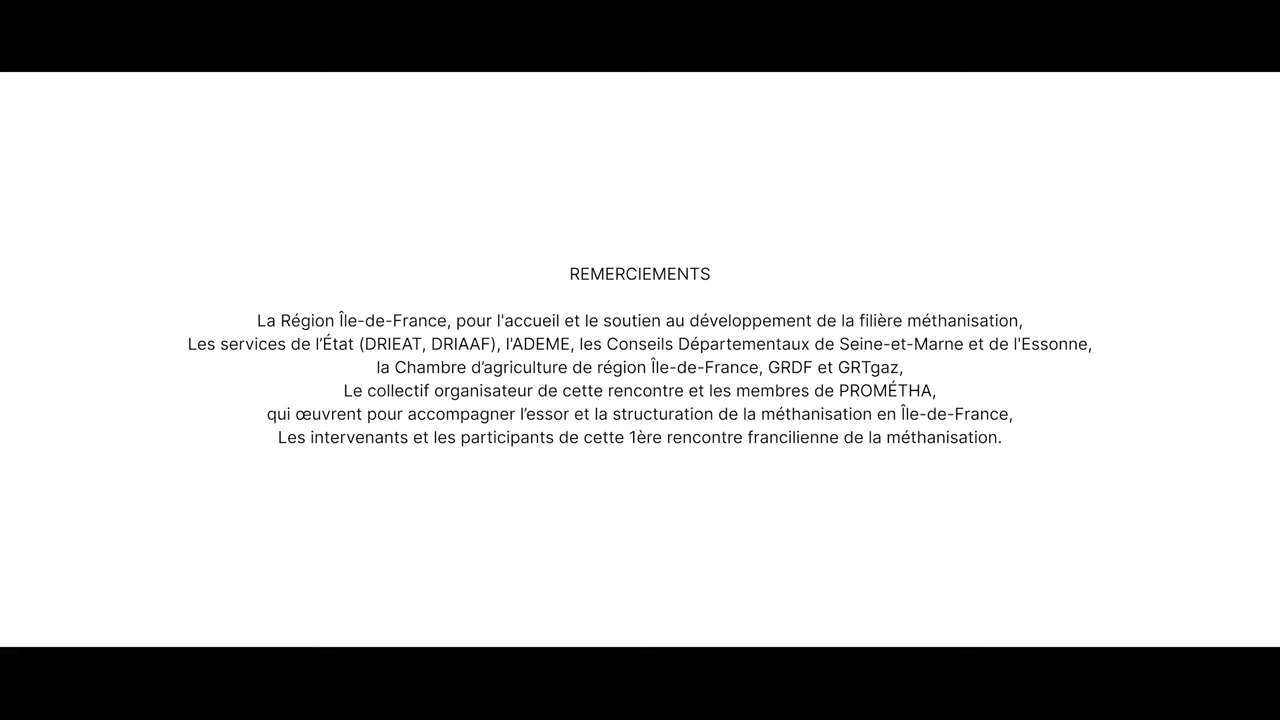 REMERCIEMENTS
La Région Île-de-France, pour l'accueil et le soutien au développement de la filière méthanisation,
Les services de l’État (DRIEAT, DRIAAF), l'ADEME, les Conseils Départementaux de Seine-et-Marne et de l'Essonne,
la Chambre d’agriculture de région Île-de-France, GRDF et GRTgaz,
Le collectif organisateur de cette rencontre et les membres de PROMÉTHA,
qui œuvrent pour accompagner l’essor et la structuration de la méthanisation en Île-de-France,
Les intervenants et les participants de cette 1ère rencontre francilienne de la méthanisation.